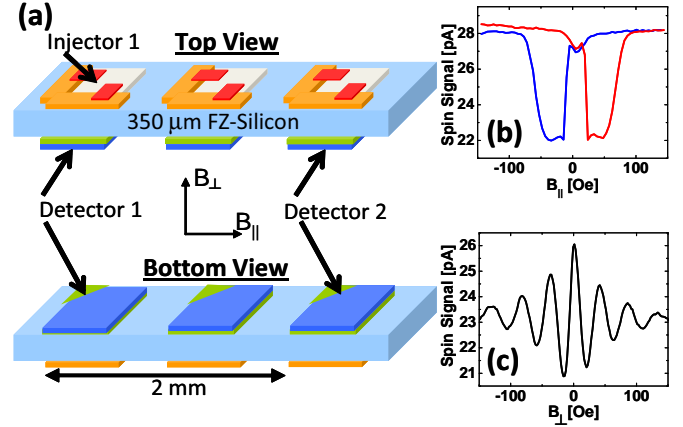 (a)
Injector 1
Top View
350 µm FZ-Silicon
Detector 1
B⊥
B||
Detector 2
Bottom View
2 mm
Spin Signal [pA]
28
26
24
22
(b)
-100
0
100
B|| [Oe]
Spin Signal [pA]
26
25
24
23
22
21
(c)
-100
0
100
B⊥ [Oe]